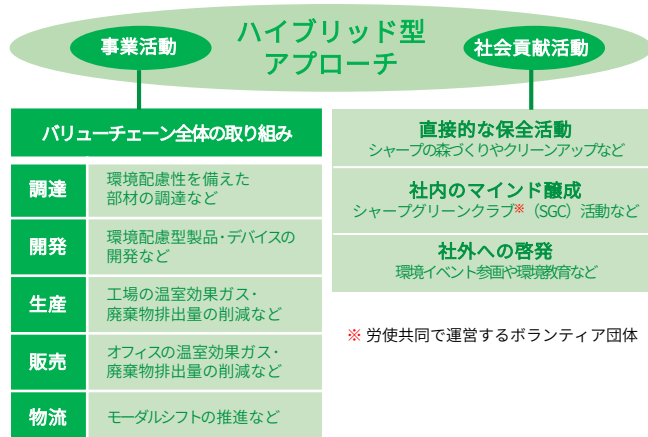 ハイブリッド型
アプローチ
事業活動
社会貢献活動
バリューチェーン全体の取り組み
調達
環境配慮性を備えた
部材の調達など
開発
環境配慮型製品・デバイスの
開発など
生産
工場の温室効果ガス・
廃棄物排出量の削減など
販売
オフィスの温室効果ガス・
廃棄物排出量の削減など
物流
モーダルシフトの推進など
直接的な保全活動
シャープの森づくりやクリーンアップなど
社内のマインド醸成
シャープグリーンクラブ※（SGC）活動など
社外への啓発
環境イベント参画や環境教育など
※ 労使共同で運営するボランティア団体